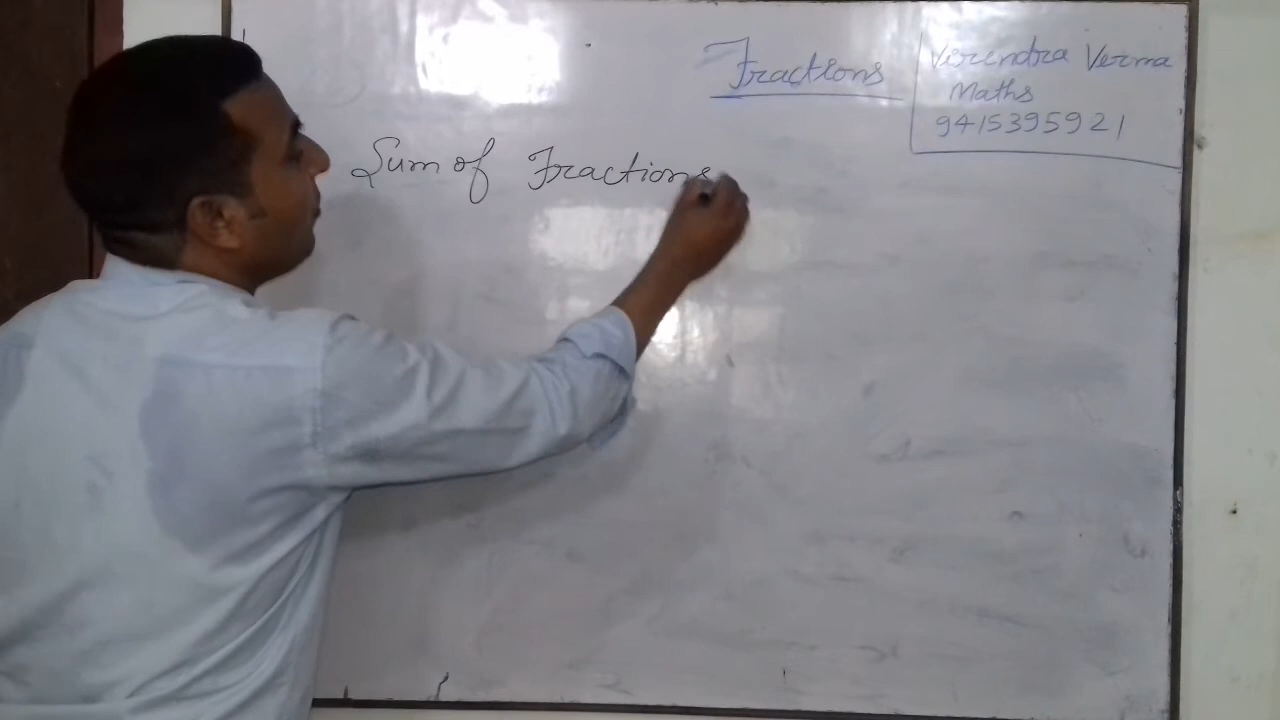 Fractions
Virendra Verma
Maths
9415395921
Sum of Fractions